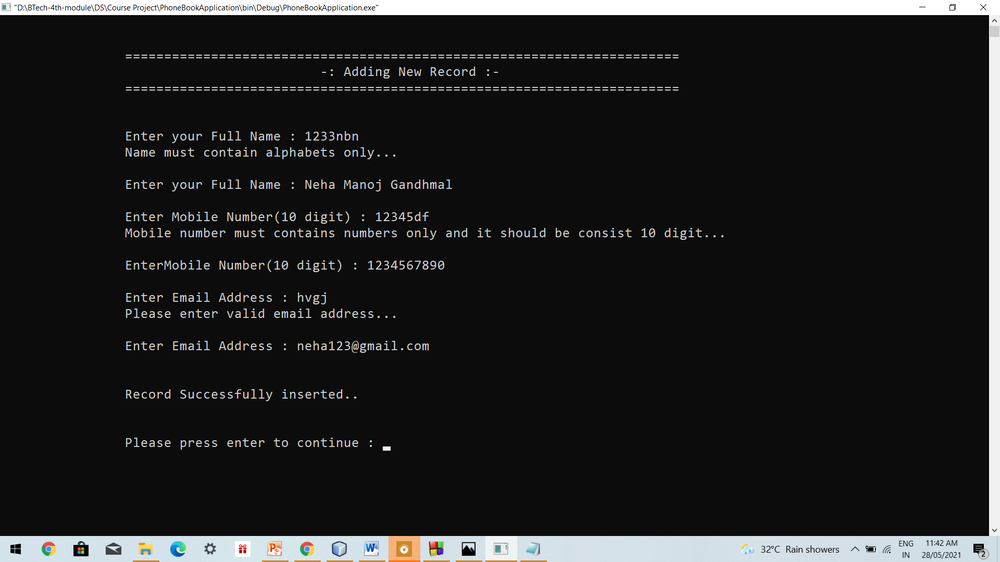 "D:\BTech-4th-module\DS\Course Project\PhoneBookApplication\bin\Debug\PhoneBookApplication.exe"
=======================================================================
-: Adding New Record :-
=======================================================================
Enter your Full Name : 1233nbn
Name must contain alphabets only...
Enter your Full Name : Neha Manoj Gandhmal
Enter Mobile Number(10 digit) : 12345df
Mobile number must contains numbers only and it should be consist 10 digit...
EnterMobile Number(10 digit) : 1234567890
Enter Email Address : hvgj
Please enter valid email address...
Enter Email Address : neha123@gmail.com
Record Successfully inserted..
Please press enter to continue :
32°C Rain showers
ENG
IN
11:42 AM
28/05/2021
2